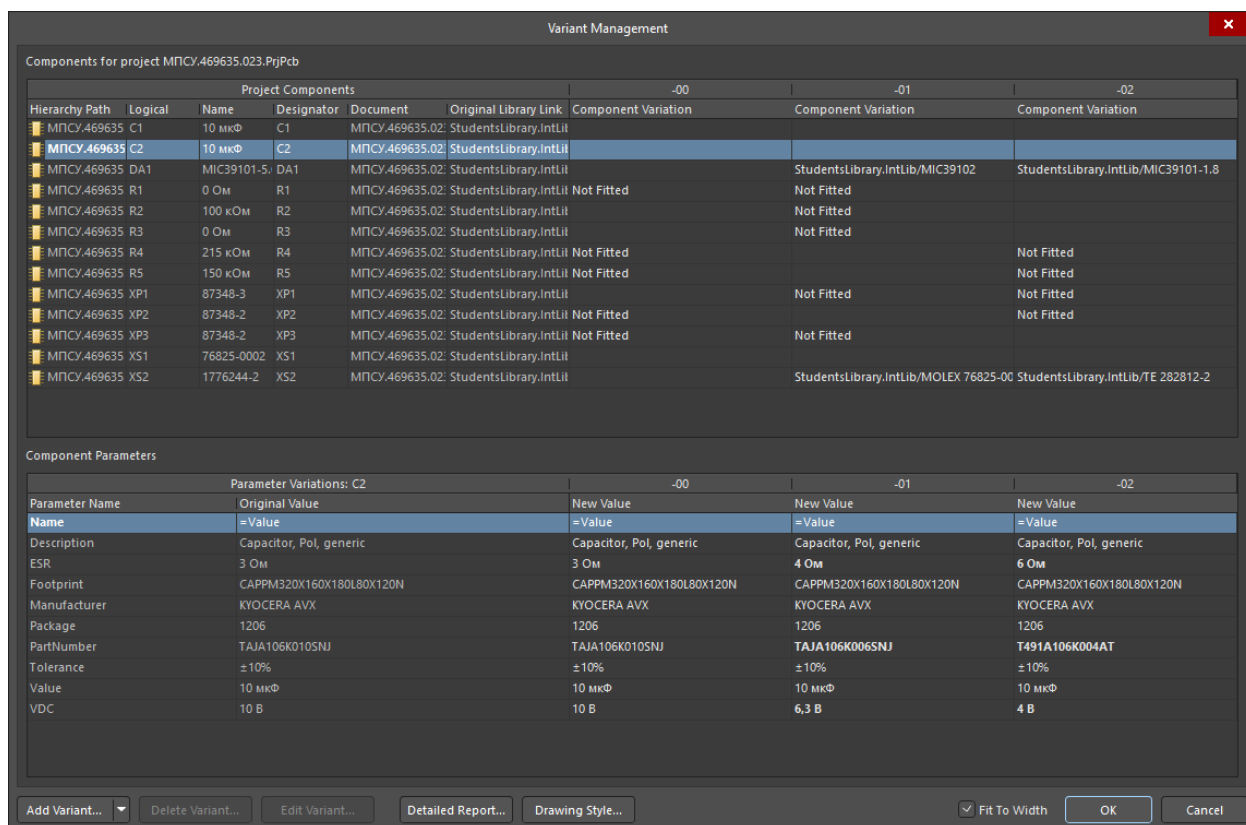 Variant Management
Components for project МПСУ.469635.023.PrjPcb
Project Components -00 -01 -02
Hierarchy Path Logical Name Designator Document Original Library Link Component Variation Component Variation Component Variation
МПСУ.469635 C1 10 мкФ C1 МПСУ.469635.02: StudentsLibrary.IntLib
МПСУ.469635 C2 10 мкФ C2 МПСУ.469635.02: StudentsLibrary.IntLib
МПСУ.469635 DA1 MIC39101-5. DA1 МПСУ.469635.02: StudentsLibrary.IntLib StudentsLibrary.IntLib/MIC39102 StudentsLibrary.IntLib/MIC39101-1.8
МПСУ.469635 R1 0 Ом R1 МПСУ.469635.02: StudentsLibrary.IntLib Not Fitted Not Fitted
МПСУ.469635 R2 100 кОм R2 МПСУ.469635.02: StudentsLibrary.IntLib Not Fitted
МПСУ.469635 R3 0 Ом R3 МПСУ.469635.02: StudentsLibrary.IntLib Not Fitted
МПСУ.469635 R4 215 кОм R4 МПСУ.469635.02: StudentsLibrary.IntLib Not Fitted Not Fitted
МПСУ.469635 R5 150 кОм R5 МПСУ.469635.02: StudentsLibrary.IntLib Not Fitted Not Fitted
МПСУ.469635 XP1 87348-3 XP1 МПСУ.469635.02: StudentsLibrary.IntLib Not Fitted Not Fitted
МПСУ.469635 XP2 87348-2 XP2 МПСУ.469635.02: StudentsLibrary.IntLib Not Fitted Not Fitted
МПСУ.469635 XP3 87348-2 XP3 МПСУ.469635.02: StudentsLibrary.IntLib Not Fitted Not Fitted
МПСУ.469635 XS1 76825-0002 XS1 МПСУ.469635.02: StudentsLibrary.IntLib
МПСУ.469635 XS2 1776244-2 XS2 МПСУ.469635.02: StudentsLibrary.IntLib StudentsLibrary.IntLib/MOLEX 76825-00 StudentsLibrary.IntLib/TE 282812-2
Component Parameters
Parameter Variations: C2 -00 -01 -02
Parameter Name Original Value New Value New Value New Value
Name =Value =Value =Value =Value
Description Capacitor, Pol, generic Capacitor, Pol, generic Capacitor, Pol, generic Capacitor, Pol, generic
ESR 3 Ом 3 Ом 4 Ом 6 Ом
Footprint CAPPM320X160X180L80X120N CAPPM320X160X180L80X120N CAPPM320X160X180L80X120N CAPPM320X160X180L80X120N
Manufacturer KYOCERA AVX KYOCERA AVX KYOCERA AVX KYOCERA AVX
Package 1206 1206 1206 1206
PartNumber TAJA106K010SNJ TAJA106K010SNJ TAJA106K006SNJ T491A106K004AT
Tolerance ±10% ±10% ±10% ±10%
Value 10 мкФ 10 мкФ 10 мкФ 10 мкФ
VDC 10 В 10 В 6,3 В 4 В
Add Variant... Delete Variant... Edit Variant... Detailed Report... Drawing Style... Fit To Width OK Cancel